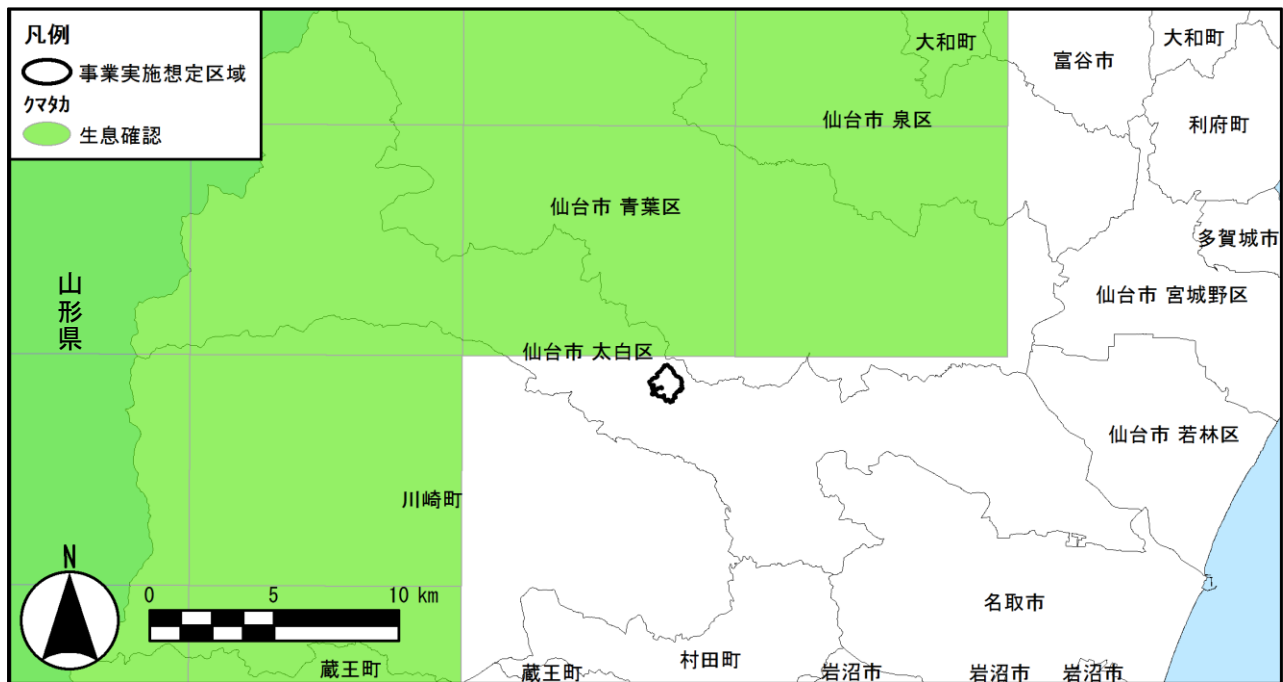 凡例
事業実施想定区域
クマタカ
生息確認
大和町
富谷市
大和町
仙台市 泉区
利府町
仙台市 青葉区
多賀城市
山形県
仙台市 宮城野区
仙台市 太白区
仙台市 若林区
川崎町
N
0 5 10 km
名取市
蔵王町
蔵王町
村田町
岩沼市
岩沼市
岩沼市